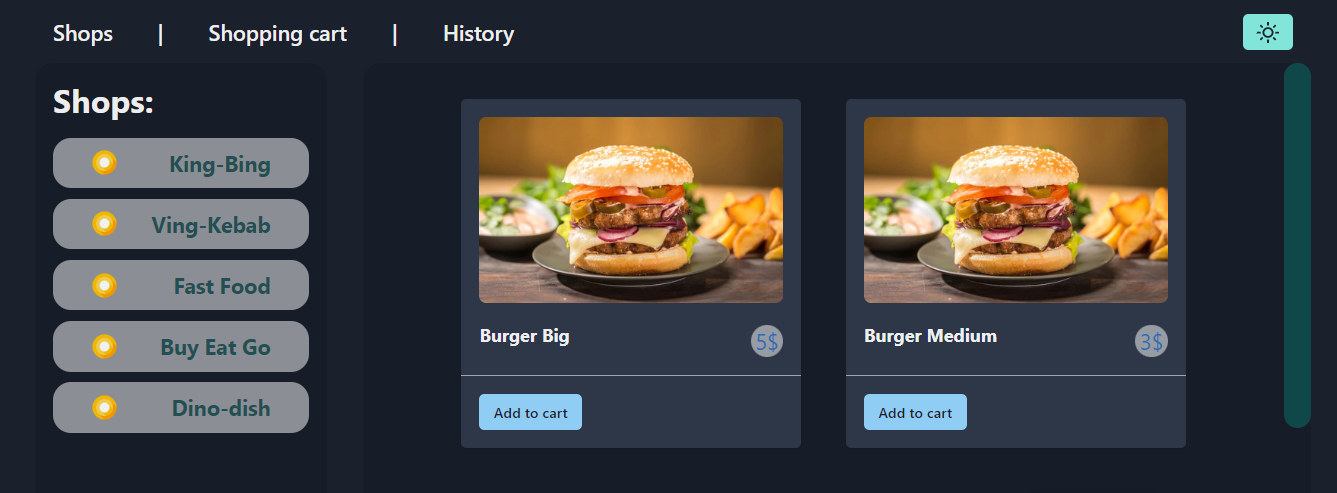 Shops | Shopping cart | History
Shops:
King-Bing
Ving-Kebab
Fast Food
Buy Eat Go
Dino-dish
Burger Big 5$
Add to cart
Burger Medium 3$
Add to cart